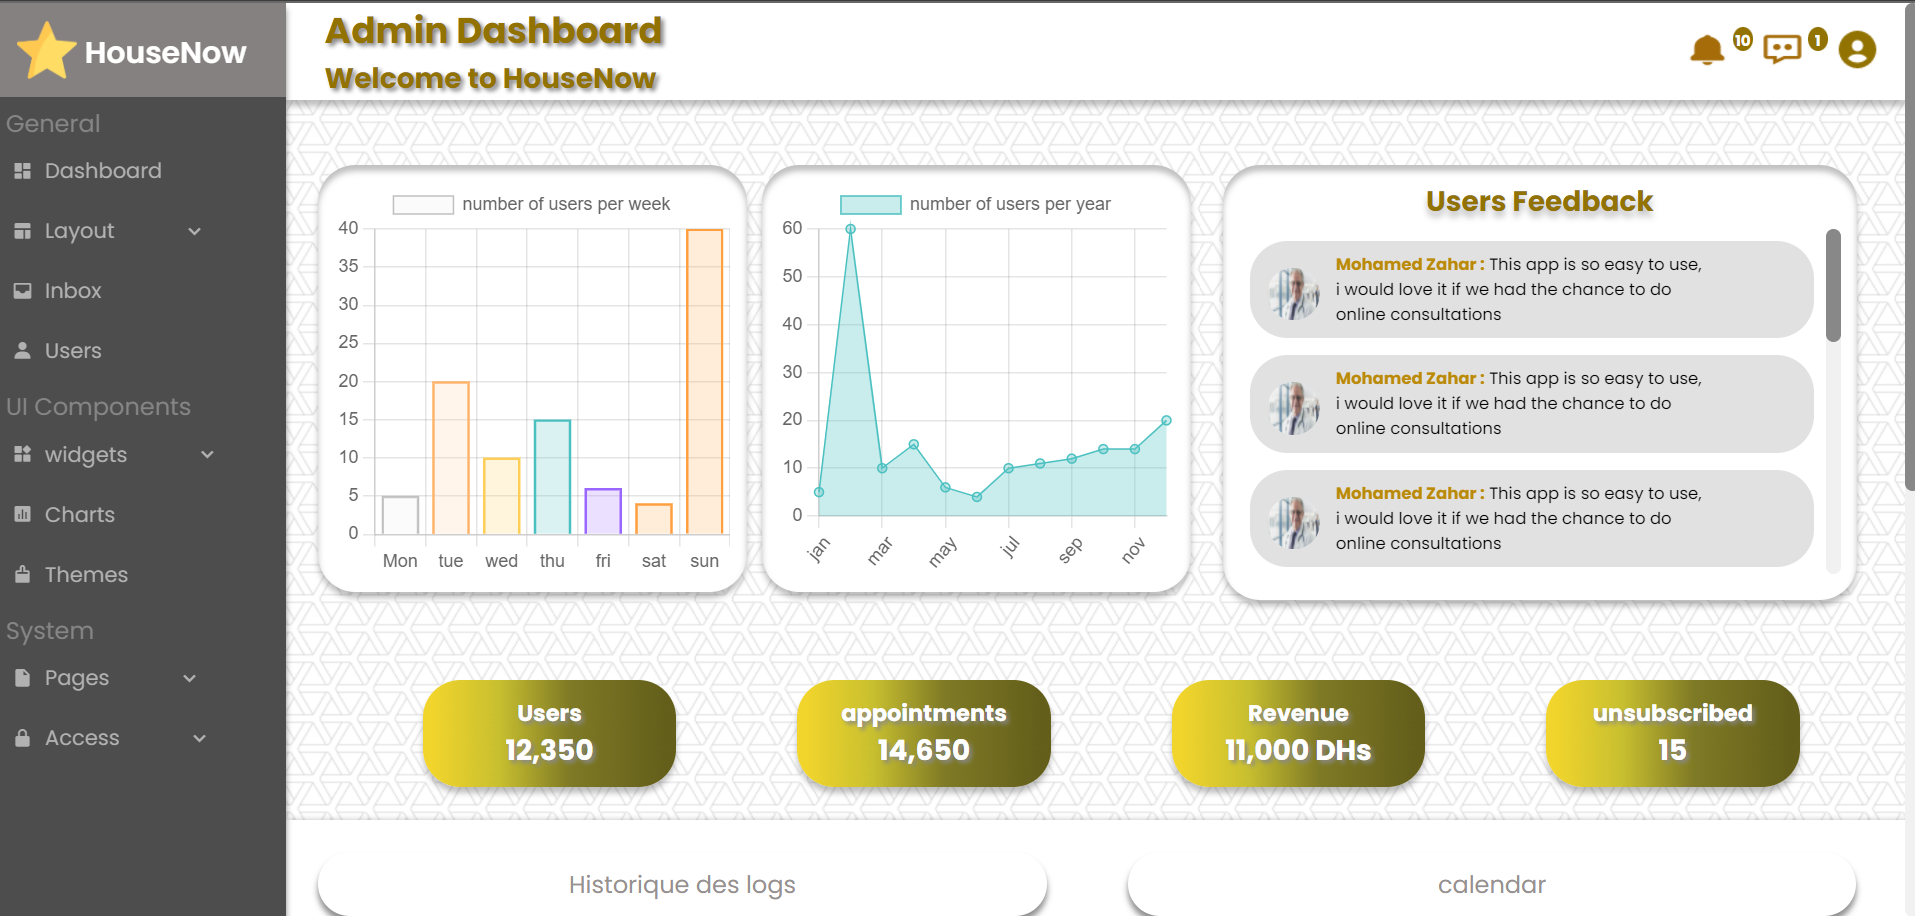 HouseNow
General
Dashboard
Layout
Inbox
Users
UI Components
widgets
Charts
Themes
System
Pages
Access
Admin Dashboard
Welcome to HouseNow
10
1
number of users per week
40
35
30
25
20
15
10
5
0
Mon tue wed thu fri sat sun
number of users per year
60
50
40
30
20
10
0
jan mar may jul sep nov
Users Feedback
Mohamed Zahar : This app is so easy to use,
i would love it if we had the chance to do
online consultations
Mohamed Zahar : This app is so easy to use,
i would love it if we had the chance to do
online consultations
Mohamed Zahar : This app is so easy to use,
i would love it if we had the chance to do
online consultations
Users
12,350
appointments
14,650
Revenue
11,000 DHs
unsubscribed
15
Historique des logs
calendar